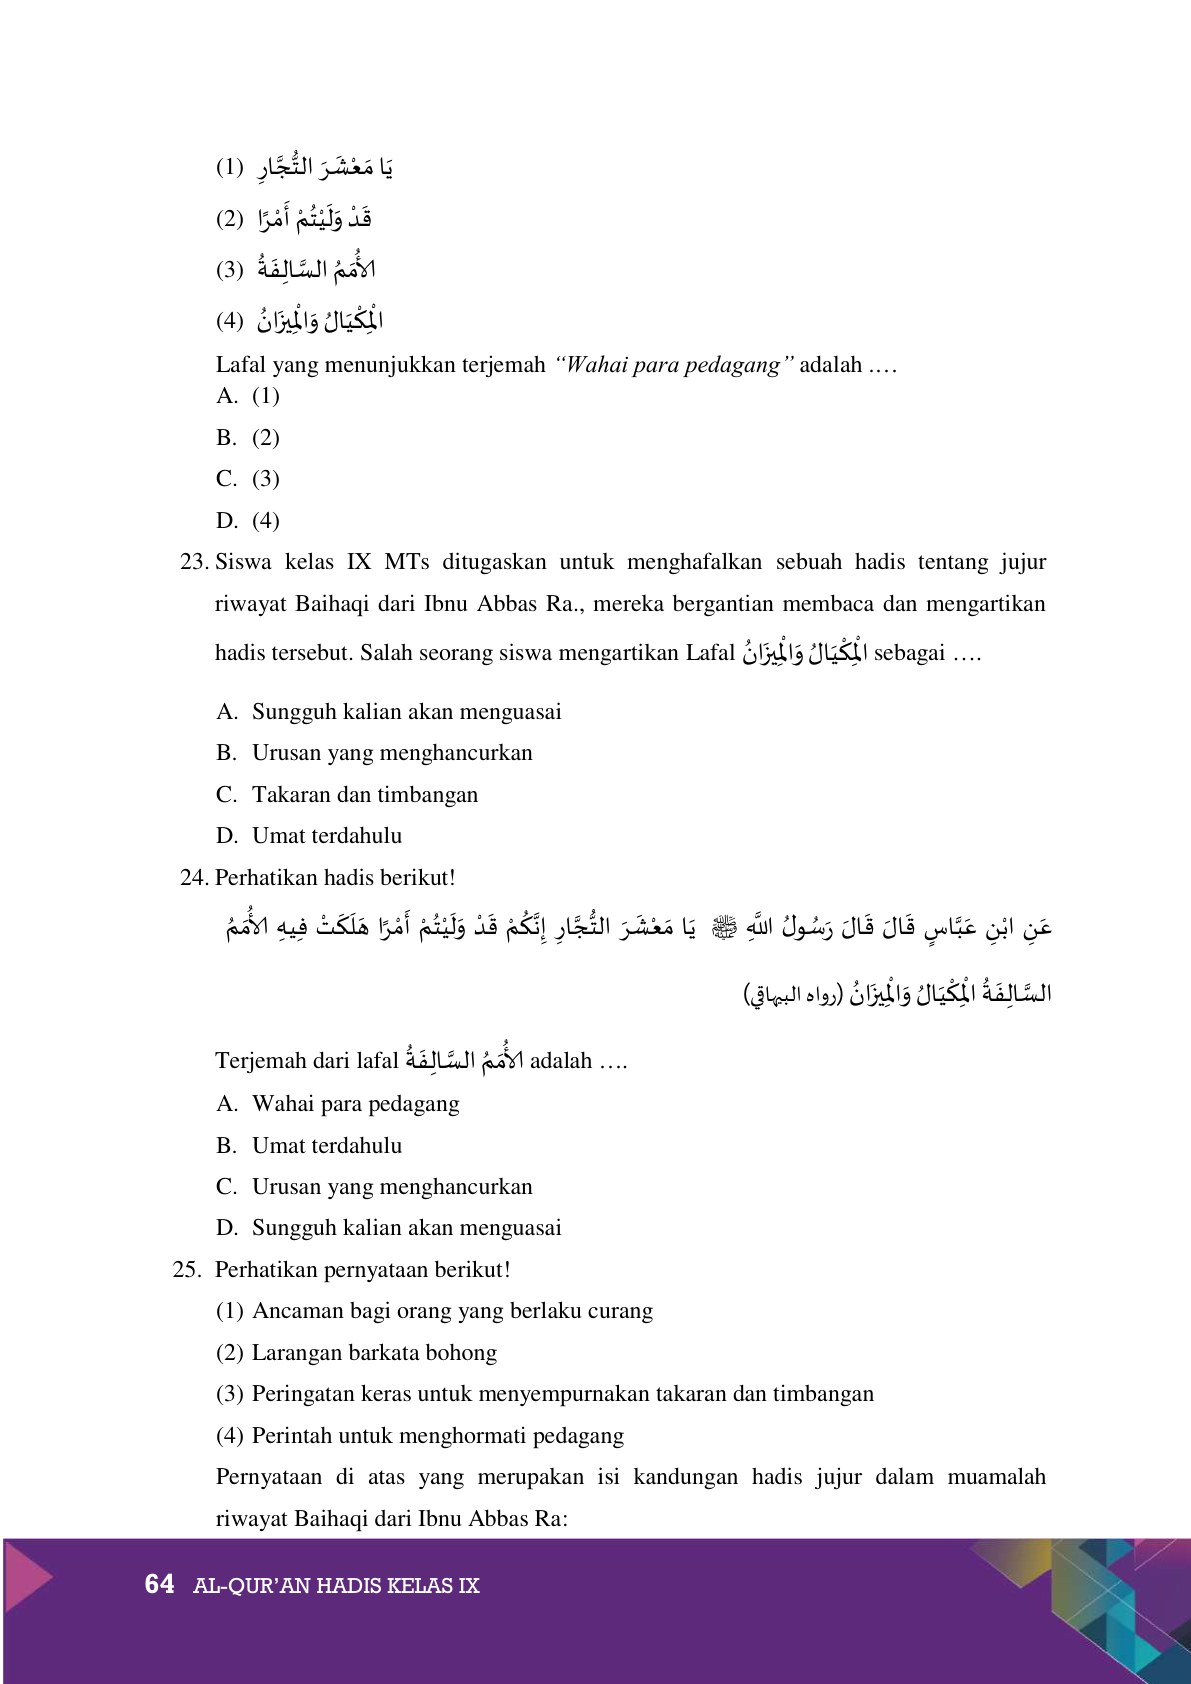 (1) يَا مَعْشَرَ التُّجَّارِ
(2) قَدْ وَلَيْتُمْ أَمْرًا
(3) الأُمَمُ السَّالِفَةُ
(4) الْمِكْيَالُ وَالْمِيْزَانُ
Lafal yang menunjukkan terjemah “Wahai para pedagang” adalah ….
A. (1)
B. (2)
C. (3)
D. (4)
23. Siswa kelas IX MTs ditugaskan untuk menghafalkan sebuah hadis tentang jujur
riwayat Baihaqi dari Ibnu Abbas Ra., mereka bergantian membaca dan mengartikan
hadis tersebut. Salah seorang siswa mengartikan Lafal الْمِكْيَالُ وَالْمِيْزَانُ sebagai ….
A. Sungguh kalian akan menguasai
B. Urusan yang menghancurkan
C. Takaran dan timbangan
D. Umat terdahulu
24. Perhatikan hadis berikut!
عَنِ ابْنِ عَبَّاسٍ قَالَ قَالَ رَسُولُ اللَّهِ ﷺ يَا مَعْشَرَ التُّجَّارِ إِنَّكُمْ قَدْ وَلَيْتُمْ أَمْرًا هَلَكَتْ فِيهِ الأُمَمُ
السَّالِفَةُ الْمِكْيَالُ وَالْمِيْزَانُ (رواه البيهاقي)
Terjemah dari lafal الأُمَمُ السَّالِفَةُ adalah ….
A. Wahai para pedagang
B. Umat terdahulu
C. Urusan yang menghancurkan
D. Sungguh kalian akan menguasai
25. Perhatikan pernyataan berikut!
(1) Ancaman bagi orang yang berlaku curang
(2) Larangan barkata bohong
(3) Peringatan keras untuk menyempurnakan takaran dan timbangan
(4) Perintah untuk menghormati pedagang
Pernyataan di atas yang merupakan isi kandungan hadis jujur dalam muamalah
riwayat Baihaqi dari Ibnu Abbas Ra:
64 AL-QUR’AN HADIS KELAS IX